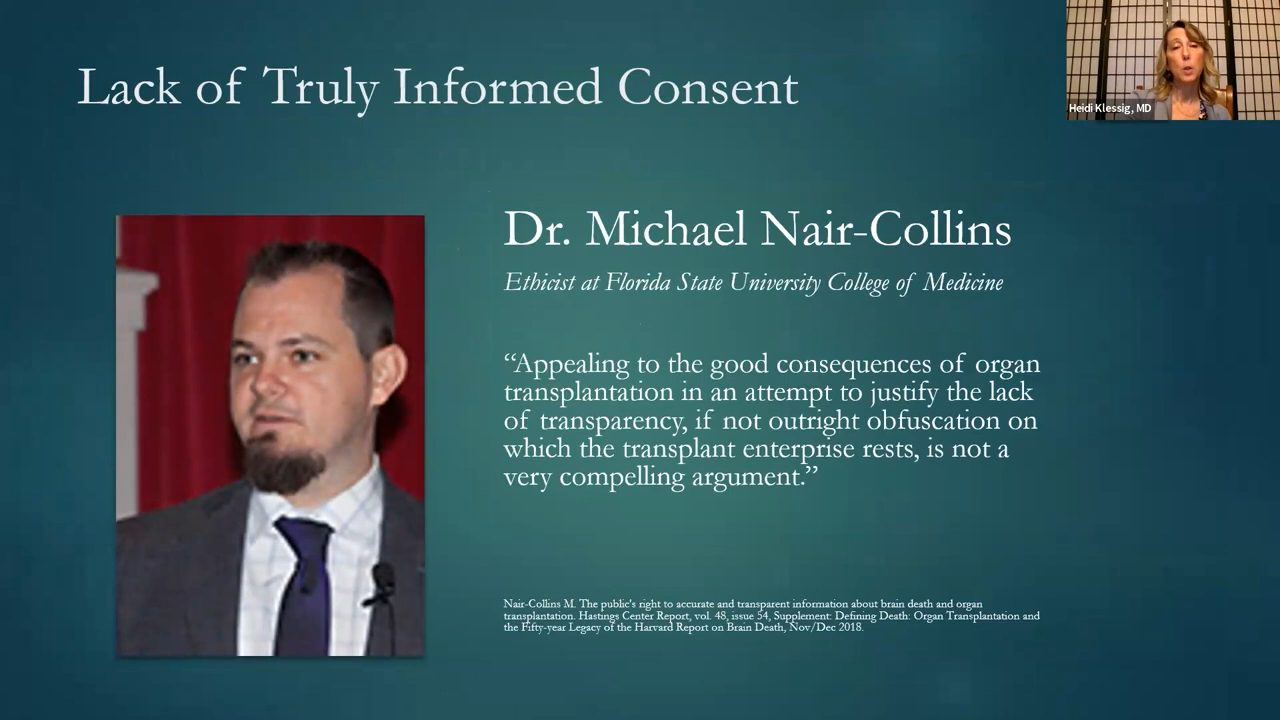 Lack of Truly Informed Consent
Heidi Klessig, MD
Dr. Michael Nair-Collins
Ethicist at Florida State University College of Medicine
“Appealing to the good consequences of organ
transplantation in an attempt to justify the lack
of transparency, if not outright obfuscation on
which the transplant enterprise rests, is not a
very compelling argument.”
Nair-Collins M. The public's right to accurate and transparent information about brain death and organ
transplantation. Hastings Center Report, vol. 48, issue 54, Supplement: Defining Death: Organ Transplantation and
the Fifty-year Legacy of the Harvard Report on Brain Death, Nov/Dec 2018.